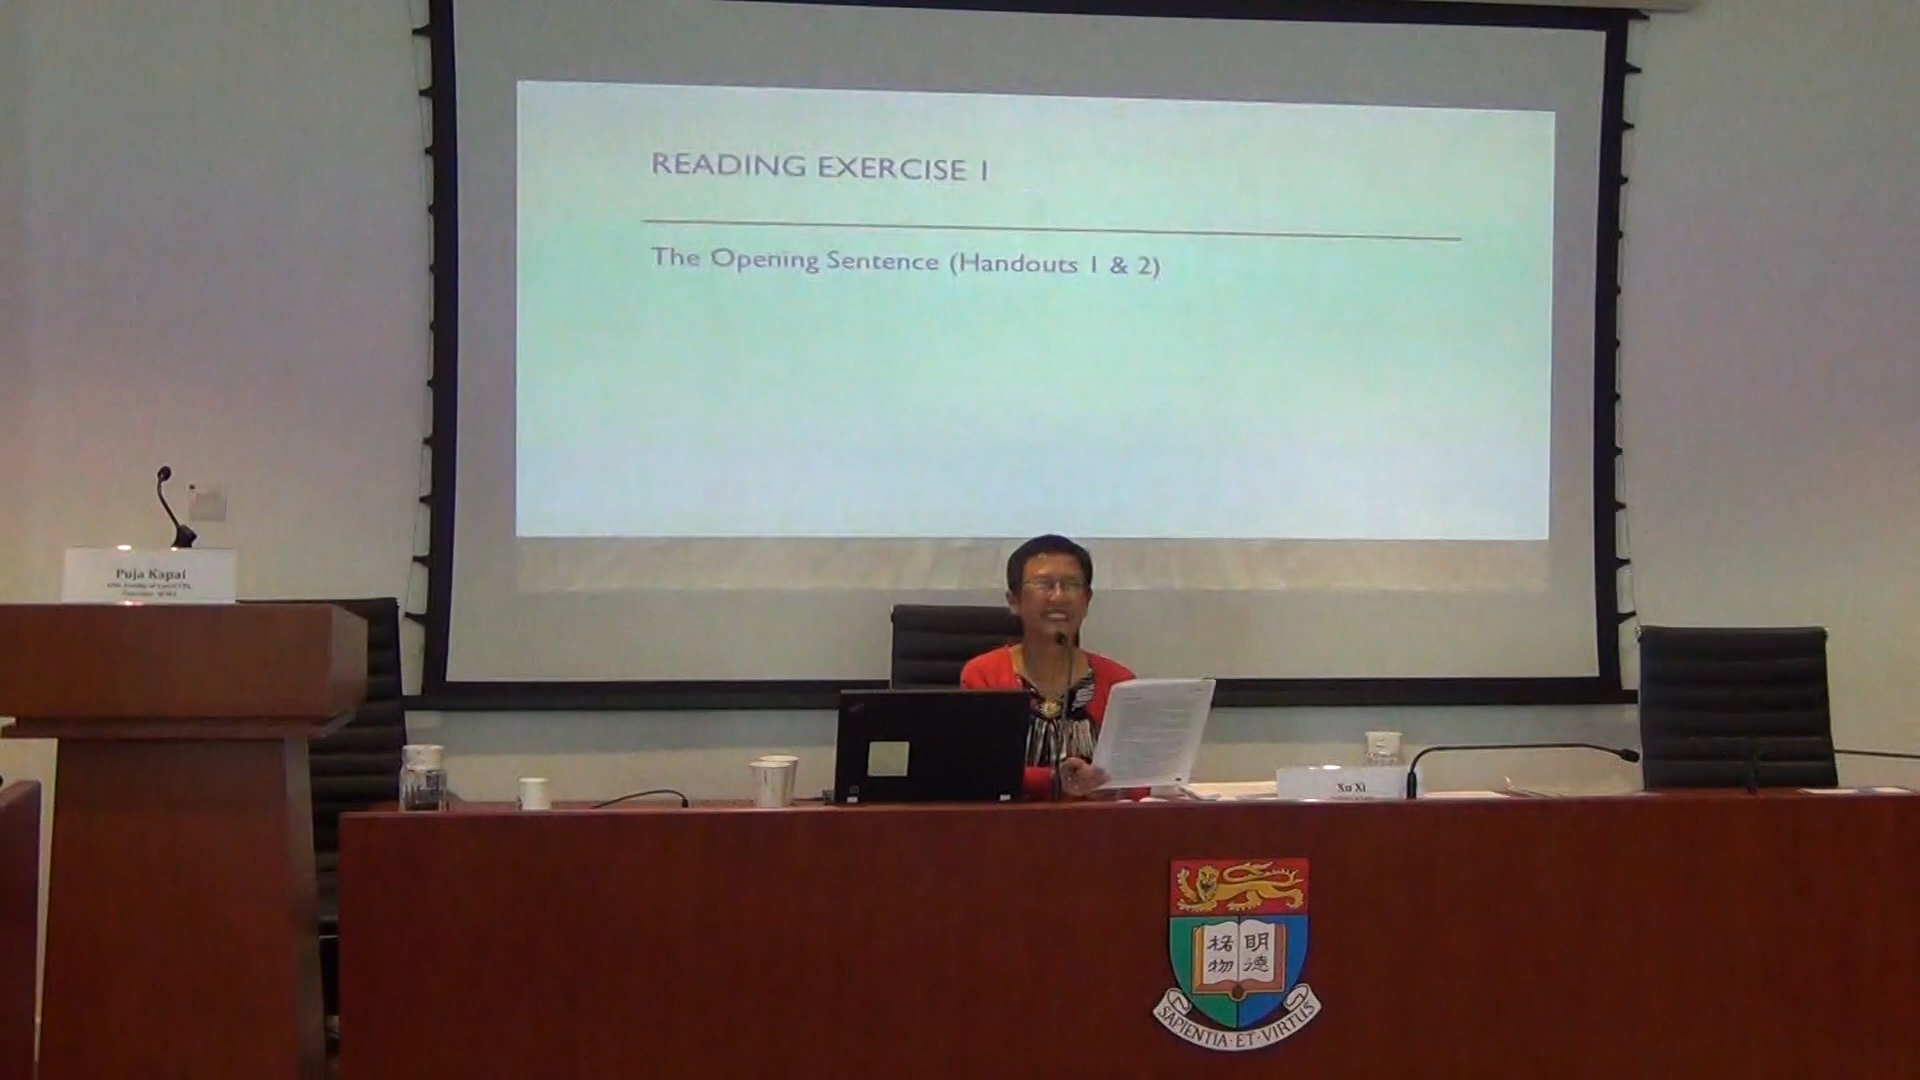 READING EXERCISE 1
The Opening Sentence (Handouts 1 & 2)
Puja Kapai
Xu Xi
格 明
物 德
SAPIENTIA·ET·VIRTUS